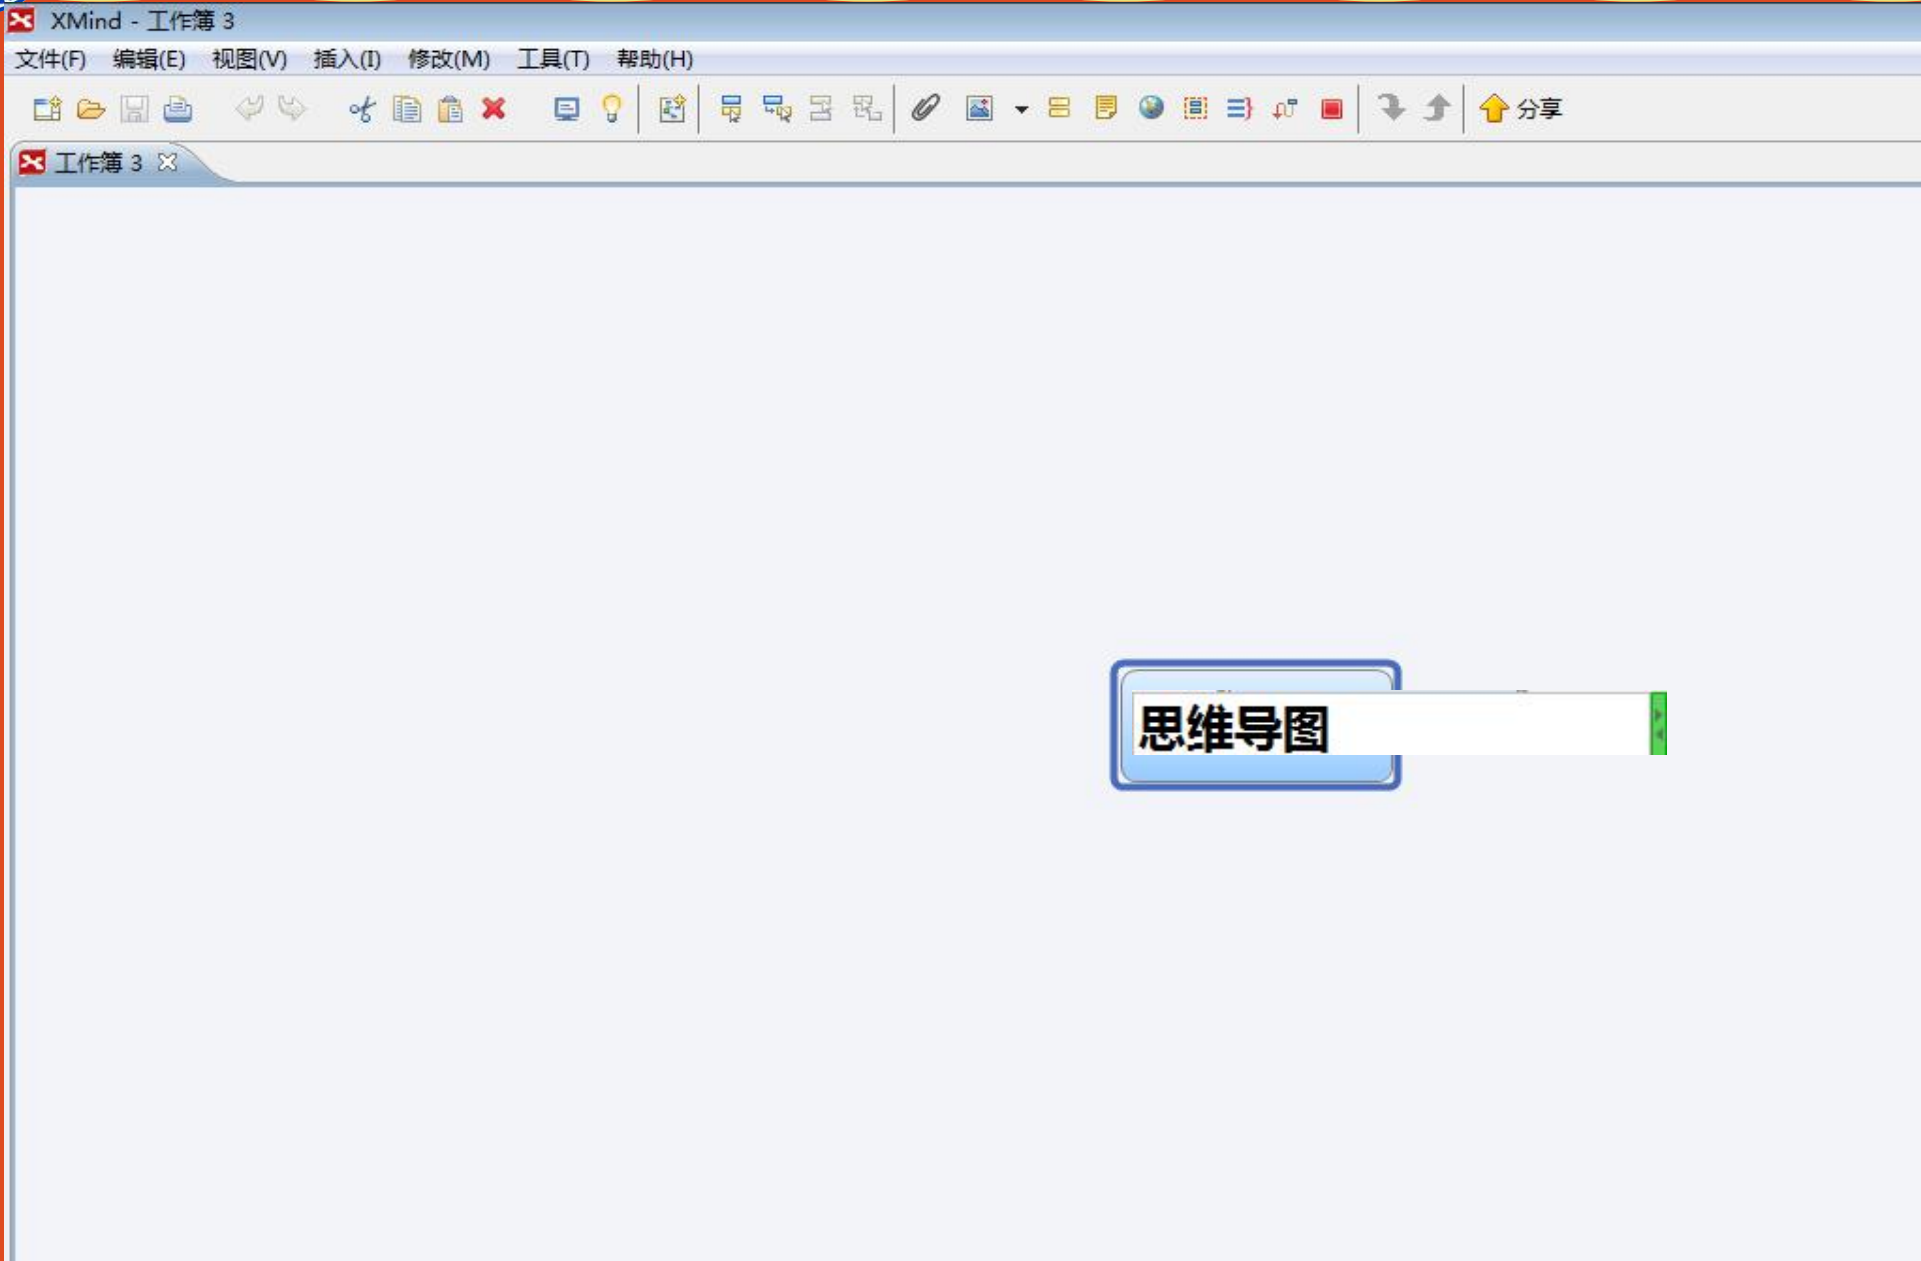 XMind - 工作簿 3
文件(F) 编辑(E) 视图(V) 插入(I) 修改(M) 工具(T) 帮助(H)
分享
工作簿 3
思维导图